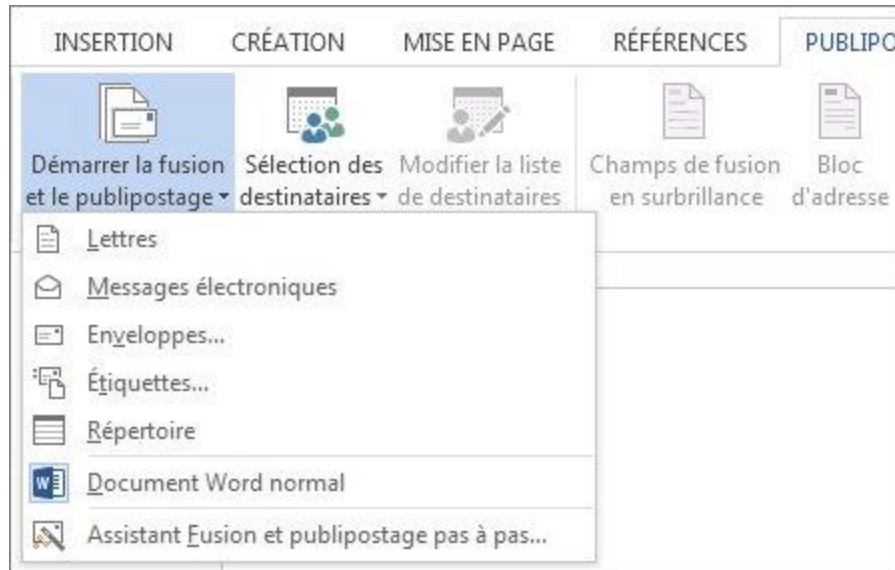 INSERTION CRÉATION MISE EN PAGE RÉFÉRENCES PUBLIPO
Démarrer la fusion Sélection des Modifier la liste Champs de fusion Bloc
et le publipostage destinataires de destinataires en surbrillance d'adresse
Lettres
Messages électroniques
Enveloppes...
Étiquettes...
Répertoire
Document Word normal
Assistant Fusion et publipostage pas à pas...